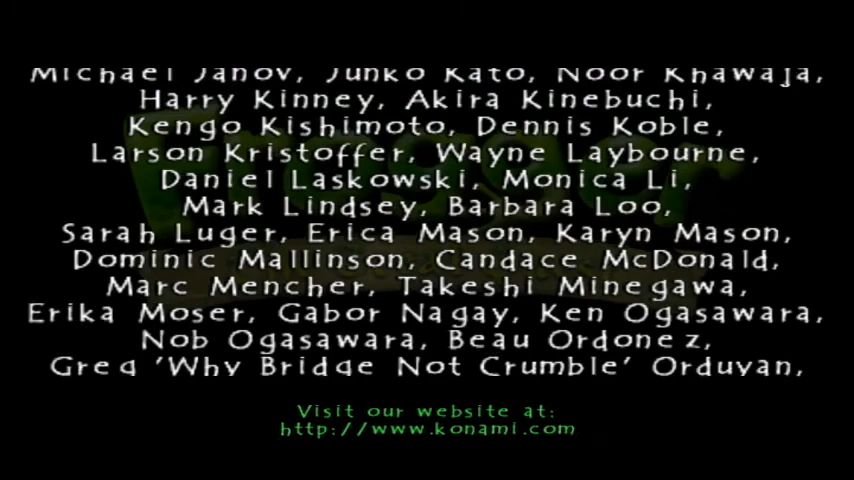 Michael Janov, Junko Kato, Noor Khawaja,
Harry Kinney, Akira Kinebuchi,
Kengo Kishimoto, Dennis Koble,
Larson Kristoffer, Wayne Laybourne,
Daniel Laskowski, Monica Li,
Mark Lindsey, Barbara Loo,
Sarah Luger, Erica Mason, Karyn Mason,
Dominic Mallinson, Candace McDonald,
Marc Mencher, Takeshi Minegawa,
Erika Moser, Gabor Nagay, Ken Ogasawara,
Nob Ogasawara, Beau Ordonez,
Greg 'Why Bridge Not Crumble' Orduyan,
Frogger
Visit our website at:
http://www.konami.com